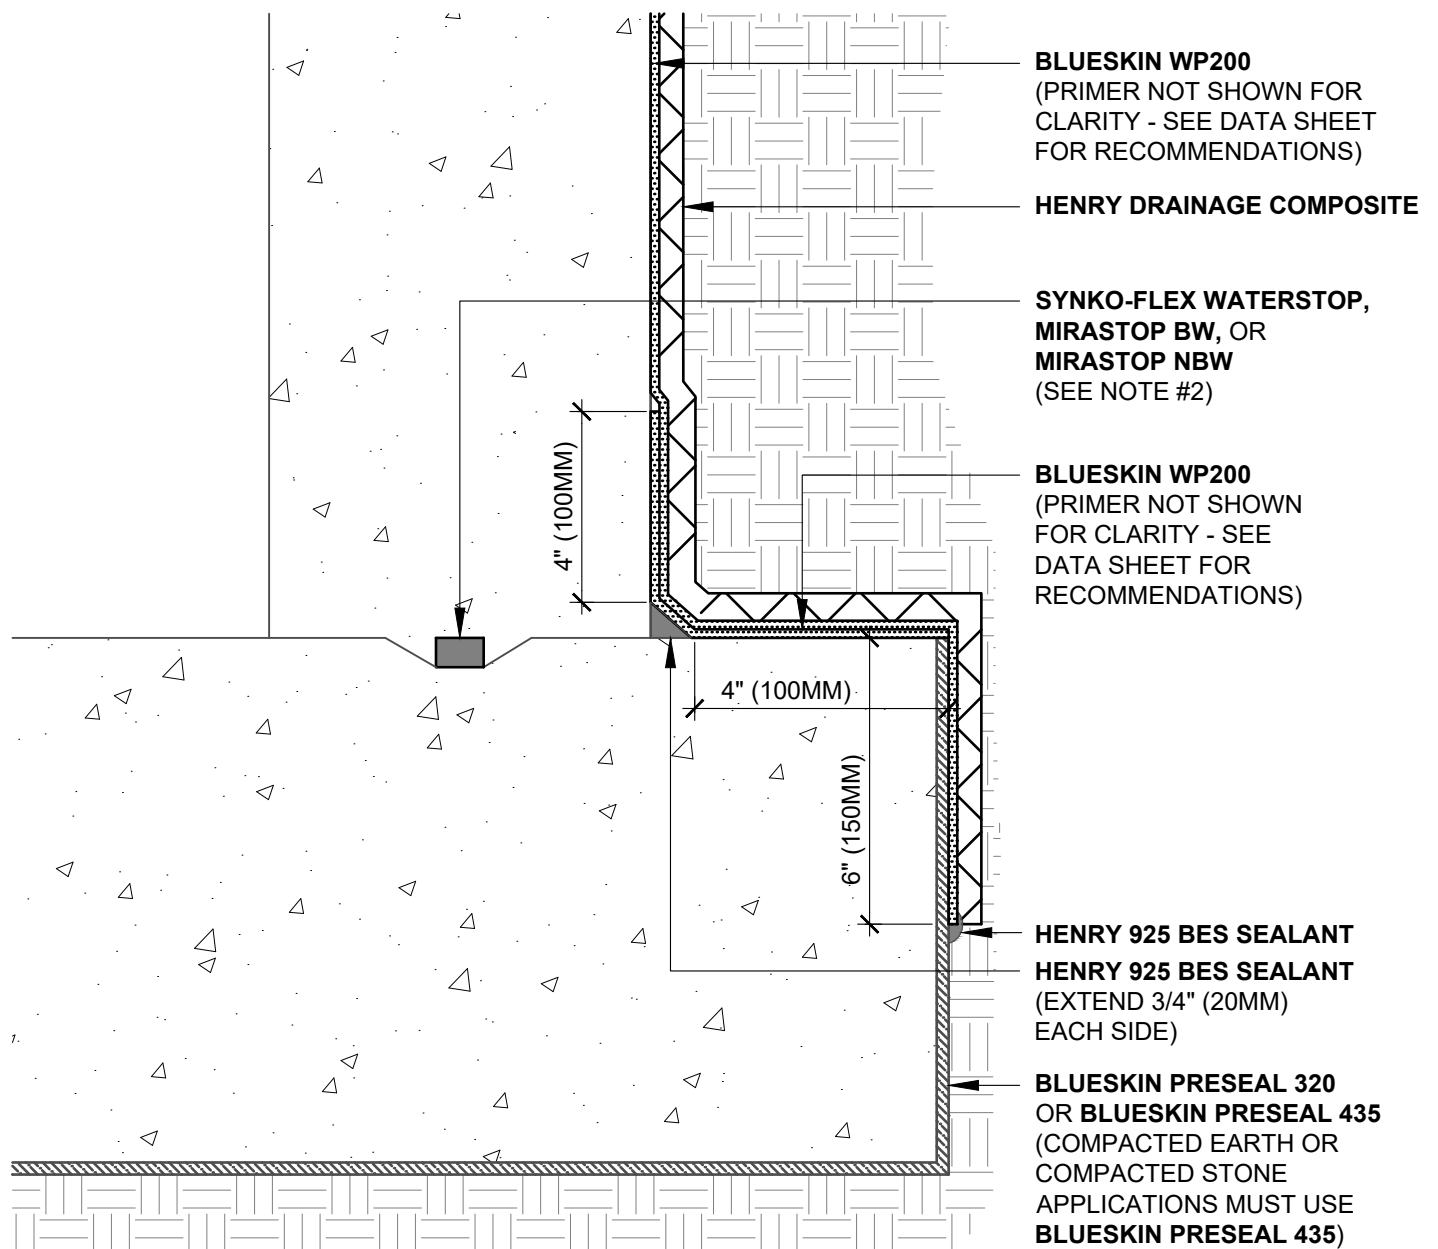 BLUESKIN WP200
(PRIMER NOT SHOWN FOR
CLARITY - SEE DATA SHEET
FOR RECOMMENDATIONS)
HENRY DRAINAGE COMPOSITE
SYNKO-FLEX WATERSTOP,
MIRASTOP BW, OR
MIRASTOP NBW
(SEE NOTE #2)
BLUESKIN WP200
(PRIMER NOT SHOWN
FOR CLARITY - SEE
DATA SHEET FOR
RECOMMENDATIONS)
4" (100MM)
4" (100MM)
6" (150MM)
HENRY 925 BES SEALANT
HENRY 925 BES SEALANT
(EXTEND 3/4" (20MM)
EACH SIDE)
BLUESKIN PRESEAL 320
OR BLUESKIN PRESEAL 435
(COMPACTED EARTH OR
COMPACTED STONE
APPLICATIONS MUST USE
BLUESKIN PRESEAL 435)